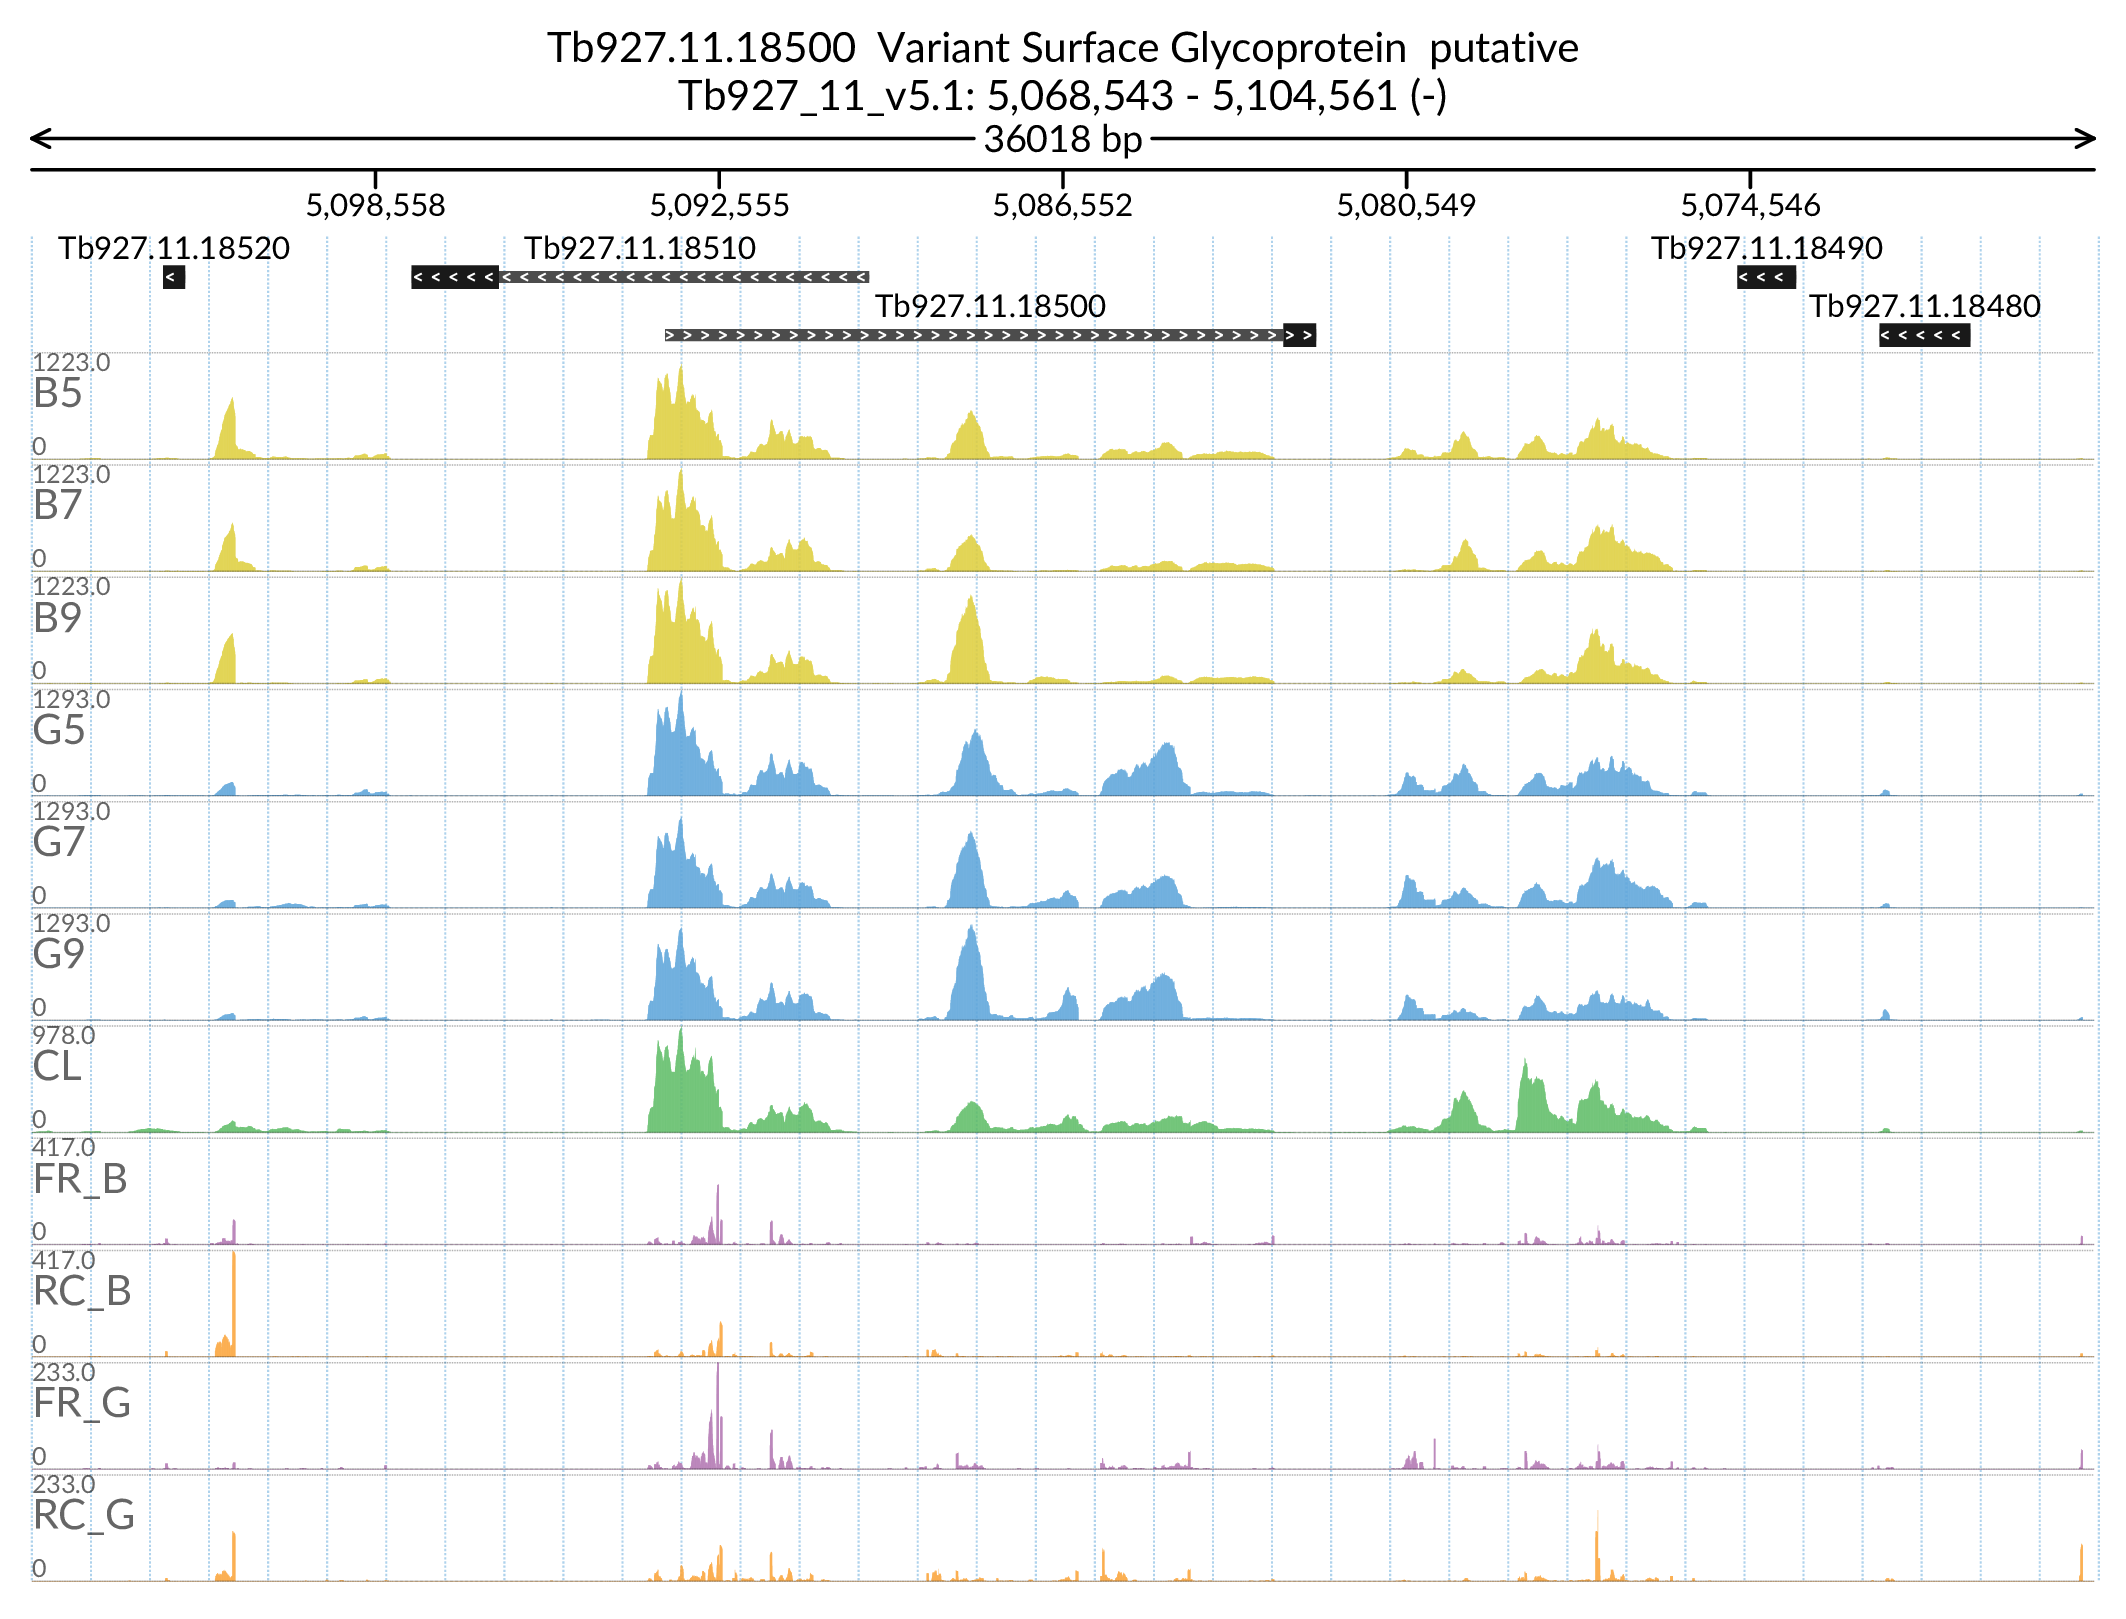 Tb927.11.18500  Variant Surface Glycoprotein  putative
Tb927_11_v5.1: 5,068,543 - 5,104,561 (-)
36018 bp
5,098,558 5,092,555 5,086,552 5,080,549 5,074,546
Tb927.11.18520 Tb927.11.18510 Tb927.11.18490
Tb927.11.18500 Tb927.11.18480
1223.0
B5
0
1223.0
B7
0
1223.0
B9
0
1293.0
G5
0
1293.0
G7
0
1293.0
G9
0
978.0
CL
0
417.0
FR_B
0
417.0
RC_B
0
233.0
FR_G
0
233.0
RC_G
0